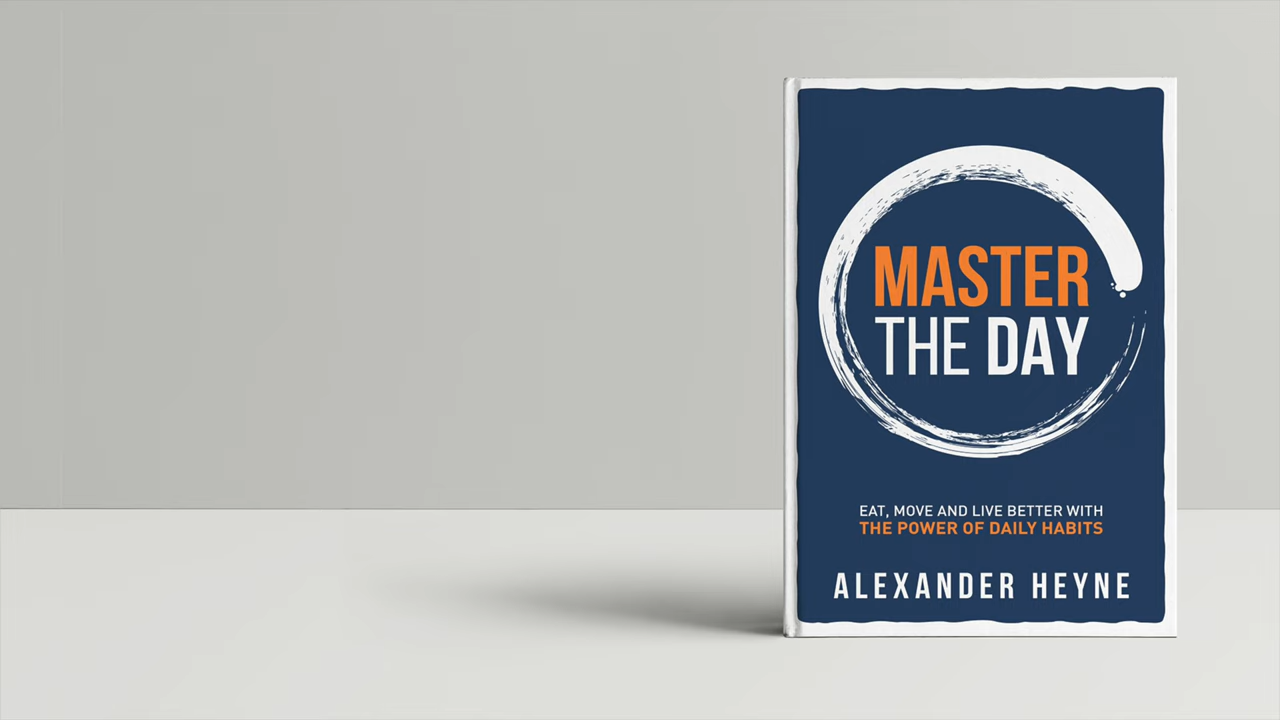 MASTER
THE DAY
EAT, MOVE AND LIVE BETTER WITH
THE POWER OF DAILY HABITS
ALEXANDER HEYNE